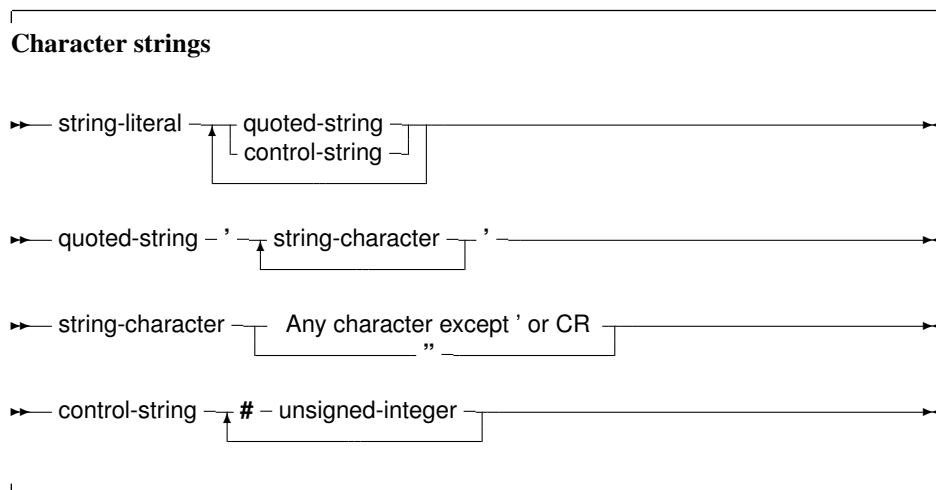 Character strings
string-literal quoted-string
control-string
quoted-string ’ string-character ’
string-character Any character except ’ or CR
”
control-string # unsigned-integer